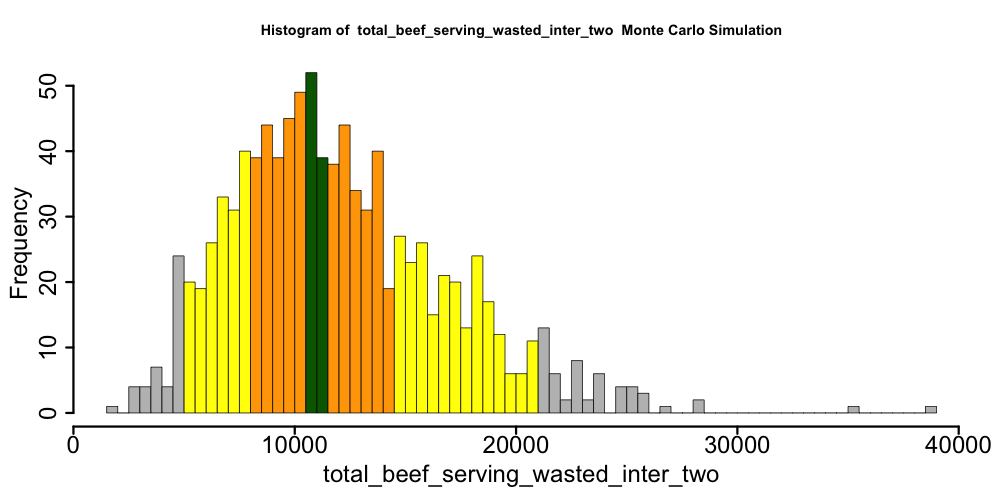 Histogram of  total_beef_serving_wasted_inter_two  Monte Carlo Simulation
50
40
30
20
10
0
Frequency
0 10000 20000 30000 40000
total_beef_serving_wasted_inter_two